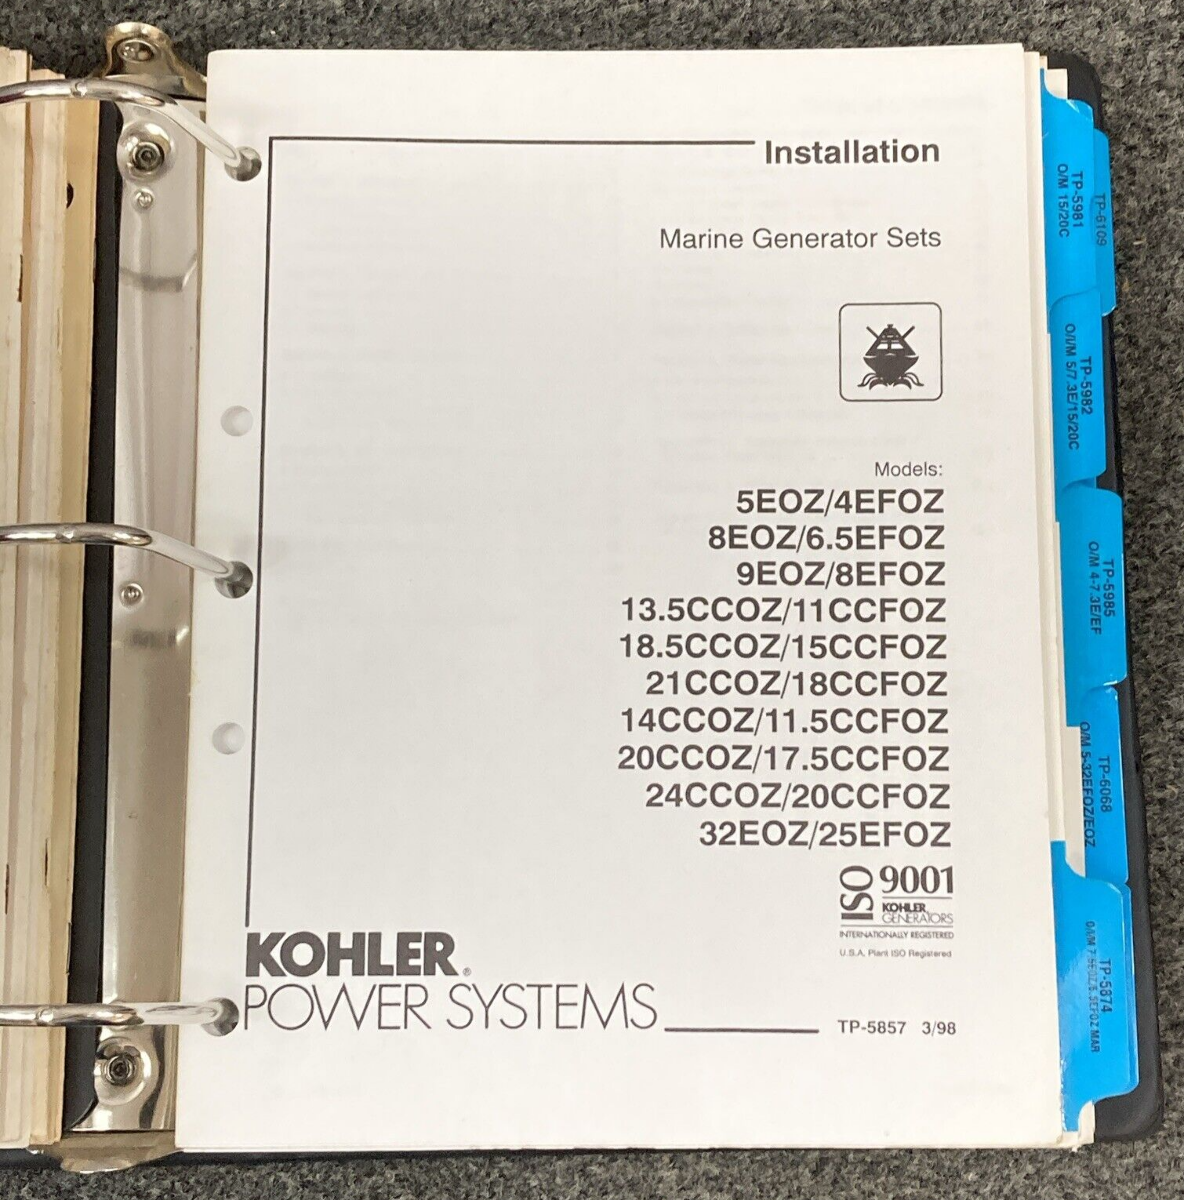 Installation
Marine Generator Sets
Models:
5EOZ/4EFOZ
8EOZ/6.5EFOZ
9EOZ/8EFOZ
13.5CCOZ/11CCFOZ
18.5CCOZ/15CCFOZ
21CCOZ/18CCFOZ
14CCOZ/11.5CCFOZ
20CCOZ/17.5CCFOZ
24CCOZ/20CCFOZ
32EOZ/25EFOZ
ISO 9001
KOHLER
GENERATORS
INTERNATIONALLY REGISTERED
U.S.A. Plant ISO Registered
KOHLER®
POWER SYSTEMS
TP-5857 3/98
TP-6109
TP-5981
O/M 15/20C
TP-5982
O/I/M 5/7.3E/15/20C
TP-5985
O/M 4-7.3E/EF
TP-6068
O/M 5-32EFOZ/EOZ
TP-5874
MAR